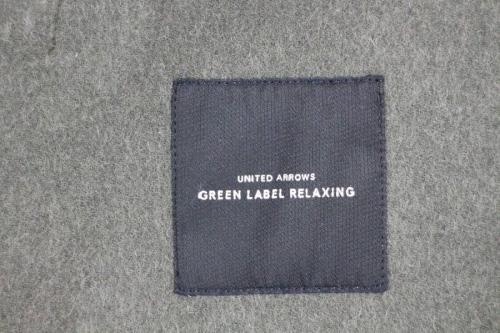 UNITED ARROWS
GREEN LABEL RELAXING